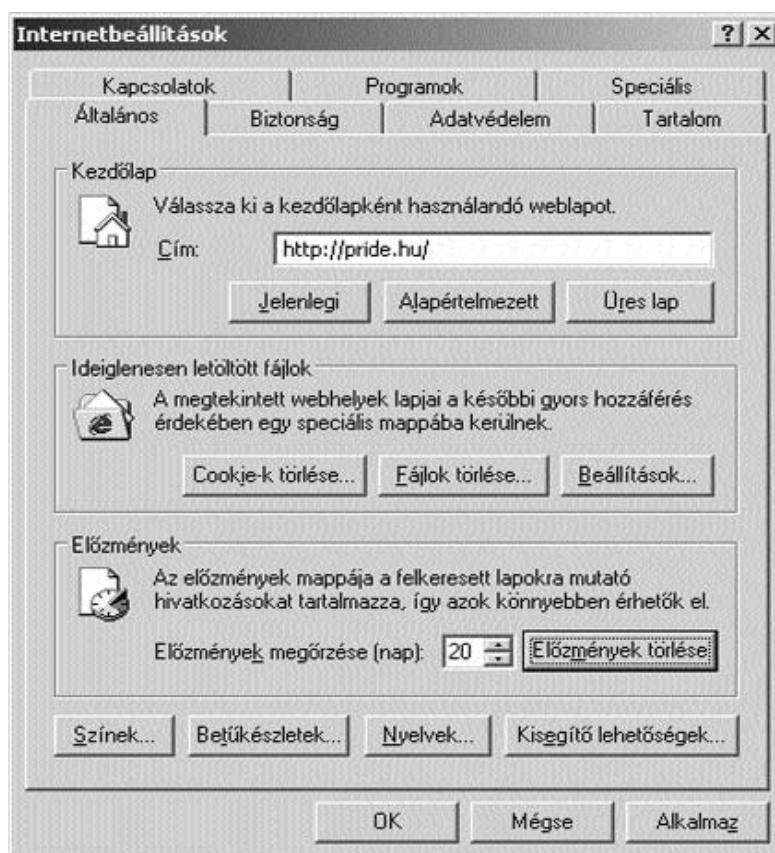 Internetbeállítások
Kapcsolatok Programok Speciális
Általános Biztonság Adatvédelem Tartalom
Kezdőlap
Válassza ki a kezdőlapként használandó weblapot.
Cím: http://pride.hu/
Jelenlegi Alapértelmezett Üres lap
Ideiglenesen letöltött fájlok
A megtekintett webhelyek lapjai a későbbi gyors hozzáférés
érdekében egy speciális mappába kerülnek.
Cookie-k törlése... Fájlok törlése... Beállítások...
Előzmények
Az előzmények mappája a felkeresett lapokra mutató
hivatkozásokat tartalmazza, így azok könnyebben érhetők el.
Előzmények megőrzése (nap): 20 Előzmények törlése
Színek... Betűkészletek... Nyelvek... Kisegítő lehetőségek...
OK Mégse Alkalmaz